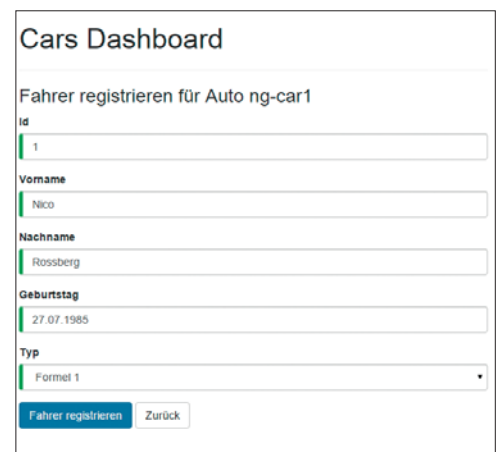 Cars Dashboard
Fahrer registrieren für Auto ng-car1
Id
1
Vorname
Nico
Nachname
Rossberg
Geburtstag
27.07.1985
Typ
Formel 1
Fahrer registrieren Zurück